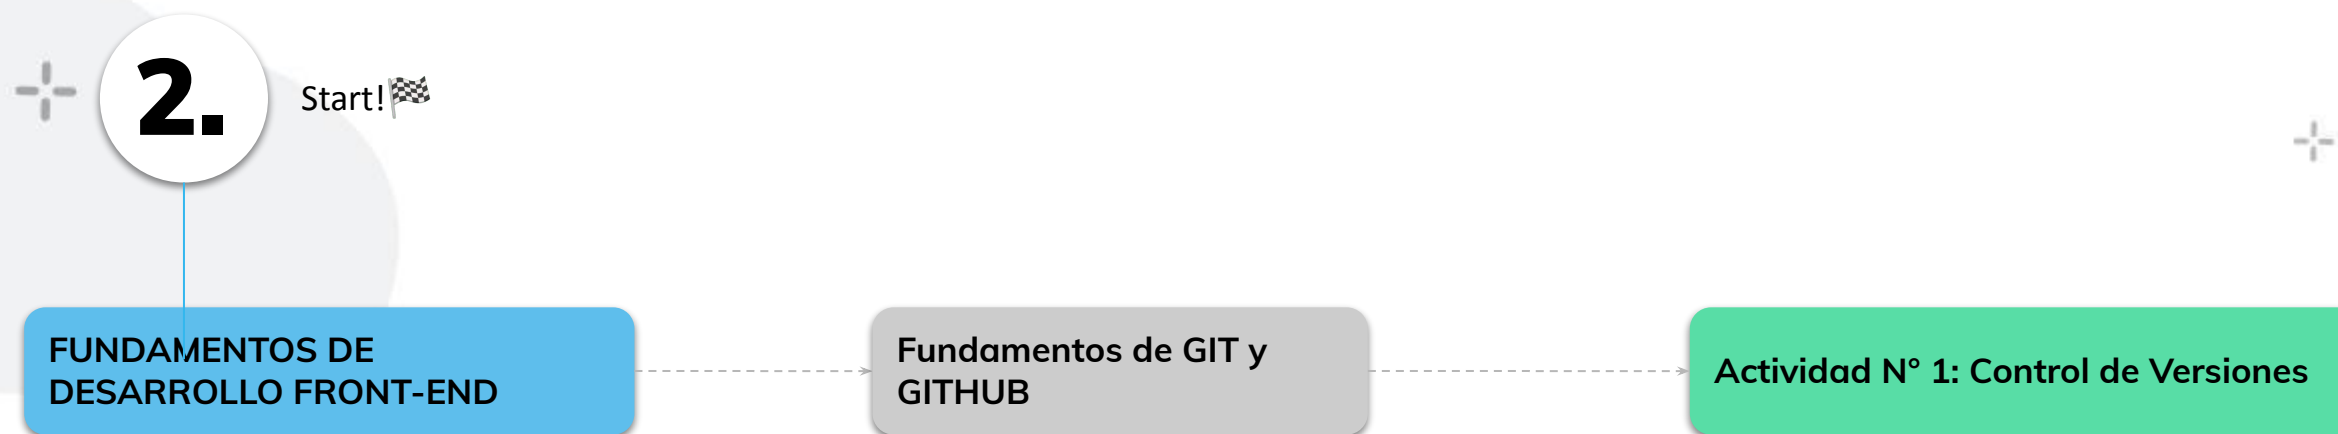 2.
Start!🏁
FUNDAMENTOS DE
DESARROLLO FRONT-END
Fundamentos de GIT y
GITHUB
Actividad N° 1: Control de Versiones